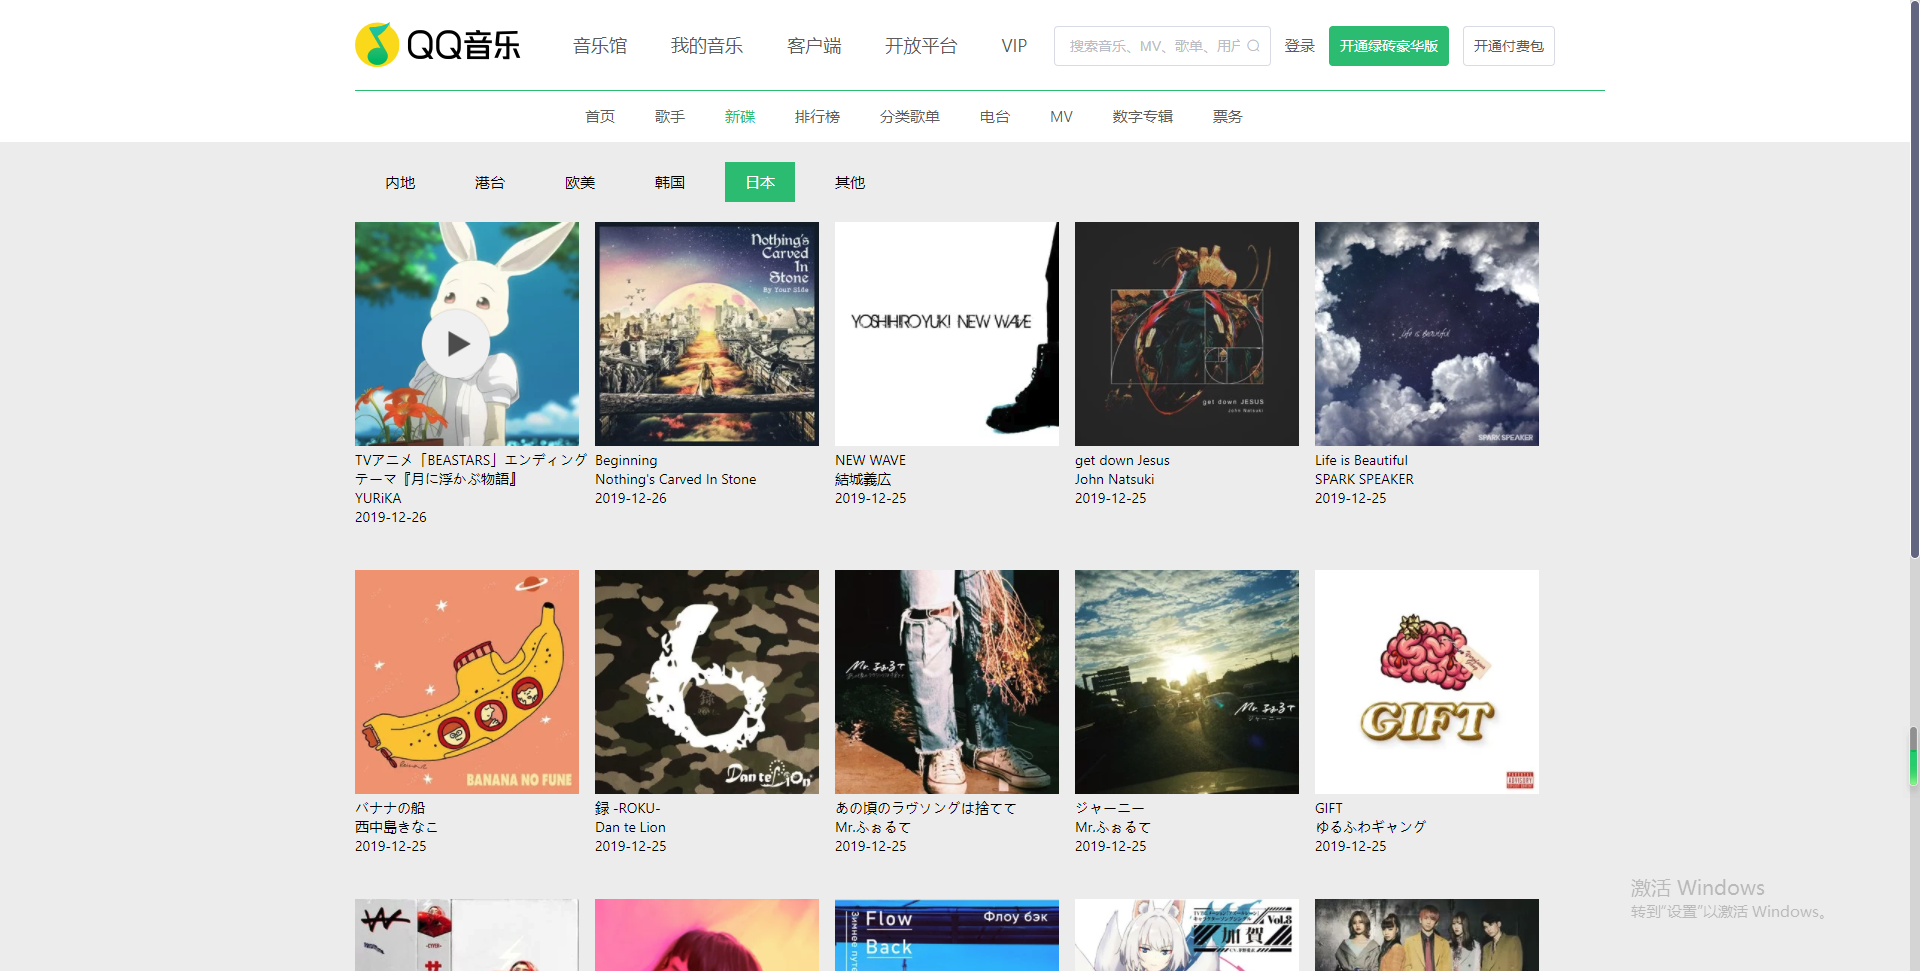 QQ音乐
音乐馆
我的音乐
客户端
开放平台
VIP
搜索音乐、MV、歌单、用户
登录
开通绿砖豪华版
开通付费包
首页
歌手
新碟
排行榜
分类歌单
电台
MV
数字专辑
票务
内地
港台
欧美
韩国
日本
其他
Nothing's
Carved
In
Stone
By Your Side
YOSHIHIROYUKI NEW WAVE
get down JESUS
John Natsuki
Life is Beautiful
SPARK SPEAKER
TVアニメ「BEASTARS」エンディング
テーマ『月に浮かぶ物語』
YURiKA
2019-12-26
Beginning
Nothing's Carved In Stone
2019-12-26
NEW WAVE
結城義広
2019-12-25
get down Jesus
John Natsuki
2019-12-25
Life is Beautiful
SPARK SPEAKER
2019-12-25
BANANA NO FUNE
録
Dan te Lion
Mr.ふぉるて
Mr.ふぉるて
ジャーニー
GIFT
PARENTAL
ADVISORY
バナナの船
西中島きなこ
2019-12-25
録 -ROKU-
Dan te Lion
2019-12-25
あの頃のラヴソングは捨てて
Mr.ふぉるて
2019-12-25
ジャーニー
Mr.ふぉるて
2019-12-25
GIFT
ゆるふわギャング
2019-12-25
Flow
Back
Флоу бэк
Vol.8
加賀
激活 Windows
转到"设置"以激活 Windows。